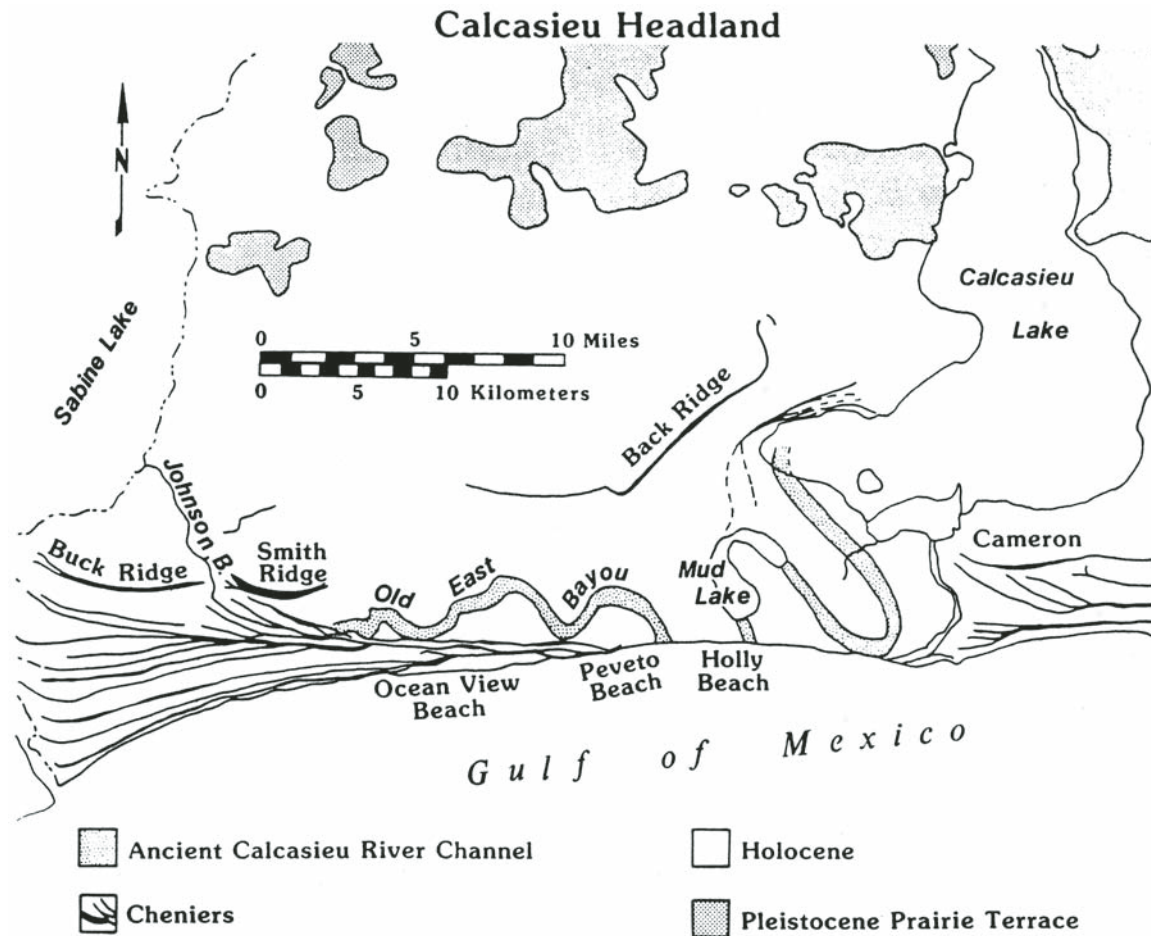 Calcasieu Headland
N
Sabine Lake
0 5 10 Miles
0 5 10 Kilometers
Calcasieu
Lake
Back Ridge
Johnson B.
Buck Ridge
Smith
Ridge
Old East Bayou
Mud
Lake
Cameron
Ocean View
Beach
Peveto
Beach
Holly
Beach
Gulf of Mexico
Ancient Calcasieu River Channel
Holocene
Cheniers
Pleistocene Prairie Terrace